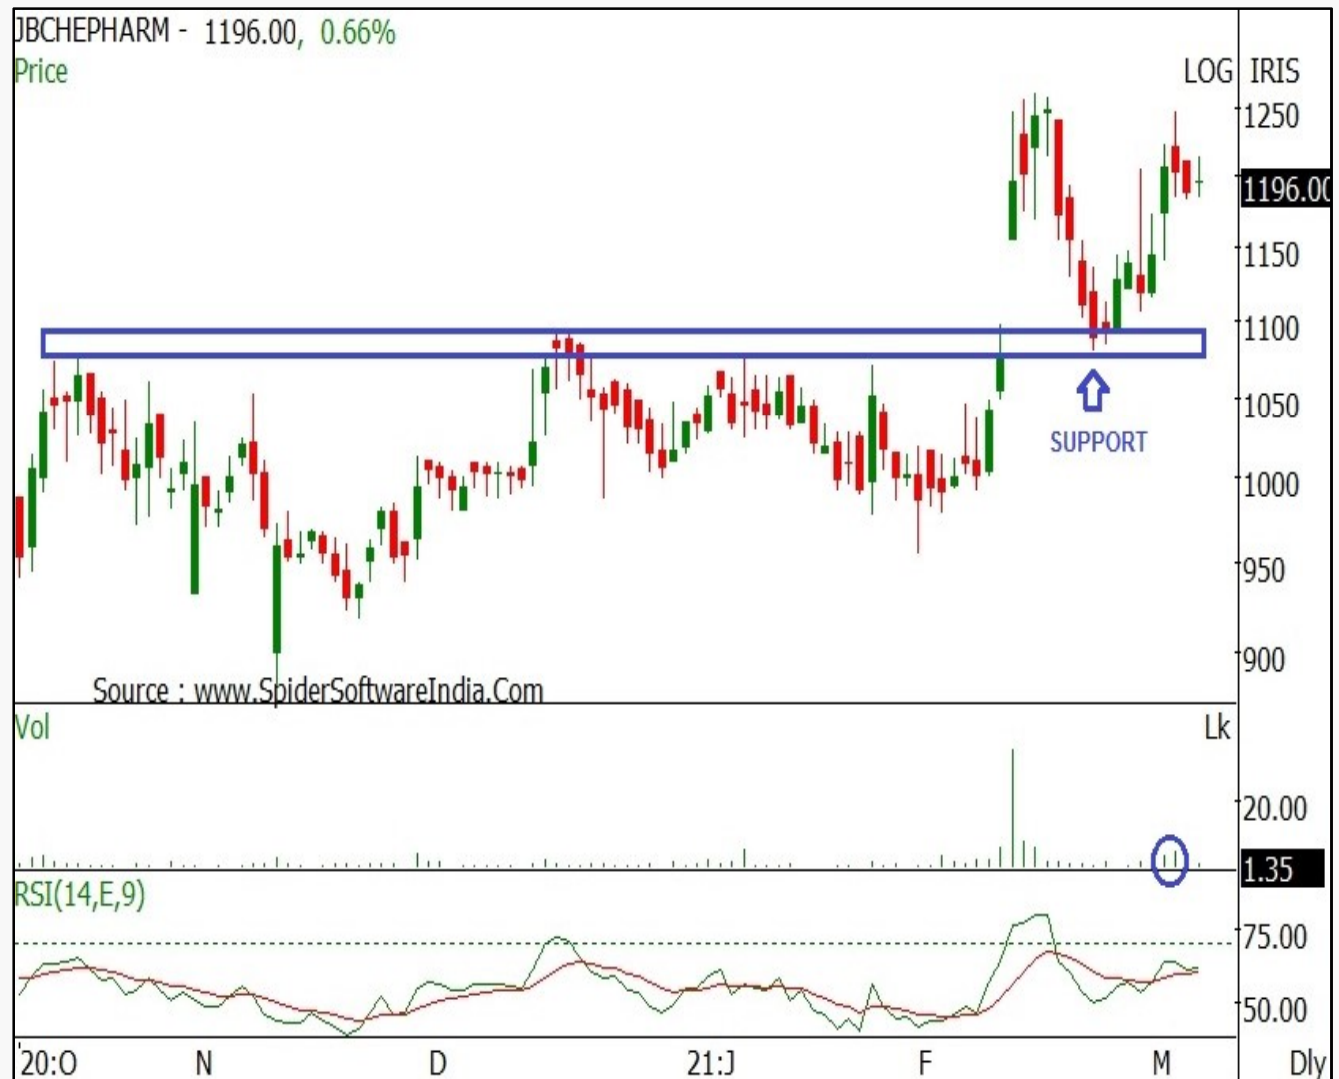 JBCHEPHARM - 1196.00, 0.66%
Price
LOG IRIS
1250
1196.00
1150
1100
1050
SUPPORT
1000
950
900
Source : www.SpiderSoftwareIndia.Com
Vol
Lk
20.00
1.35
RSI(14,E,9)
75.00
50.00
20:O N D 21:J F M Dly